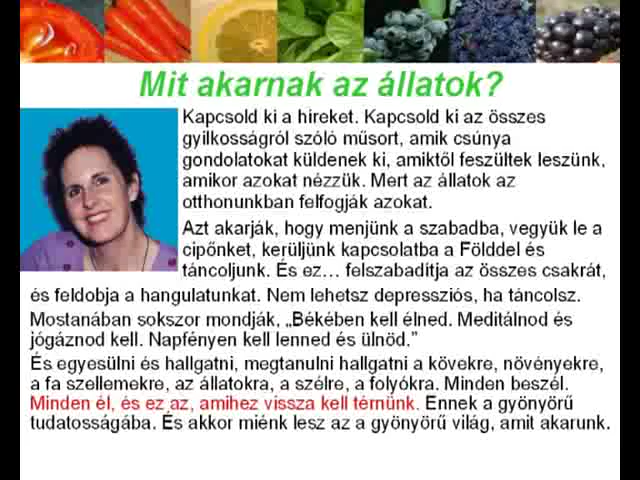 Mit akarnak az állatok?
Kapcsold ki a híreket. Kapcsold ki az összes
gyilkosságról szóló műsort, amik csúnya
gondolatokat küldenek ki, amiktől feszültek leszünk,
amikor azokat nézzük. Mert az állatok az
otthonunkban felfogják azokat.
Azt akarják, hogy menjünk a szabadba, vegyük le a
cipőnket, kerüljünk kapcsolatba a Földdel és
táncoljunk. És ez… felszabadítja az összes csakrát,
és feldobja a hangulatunkat. Nem lehetsz depressziós, ha táncolsz.
Mostanában sokszor mondják, „Békében kell élned. Meditálnod és
jógáznod kell. Napfényen kell lenned és ülnöd.”
És egyesülni és hallgatni, megtanulni hallgatni a kövekre, növényekre,
a fa szellemekre, az állatokra, a szélre, a folyókra. Minden beszél.
Minden él, és ez az, amihez vissza kell térnünk. Ennek a gyönyörű
tudatosságába. És akkor miénk lesz az a gyönyörű világ, amit akarunk.